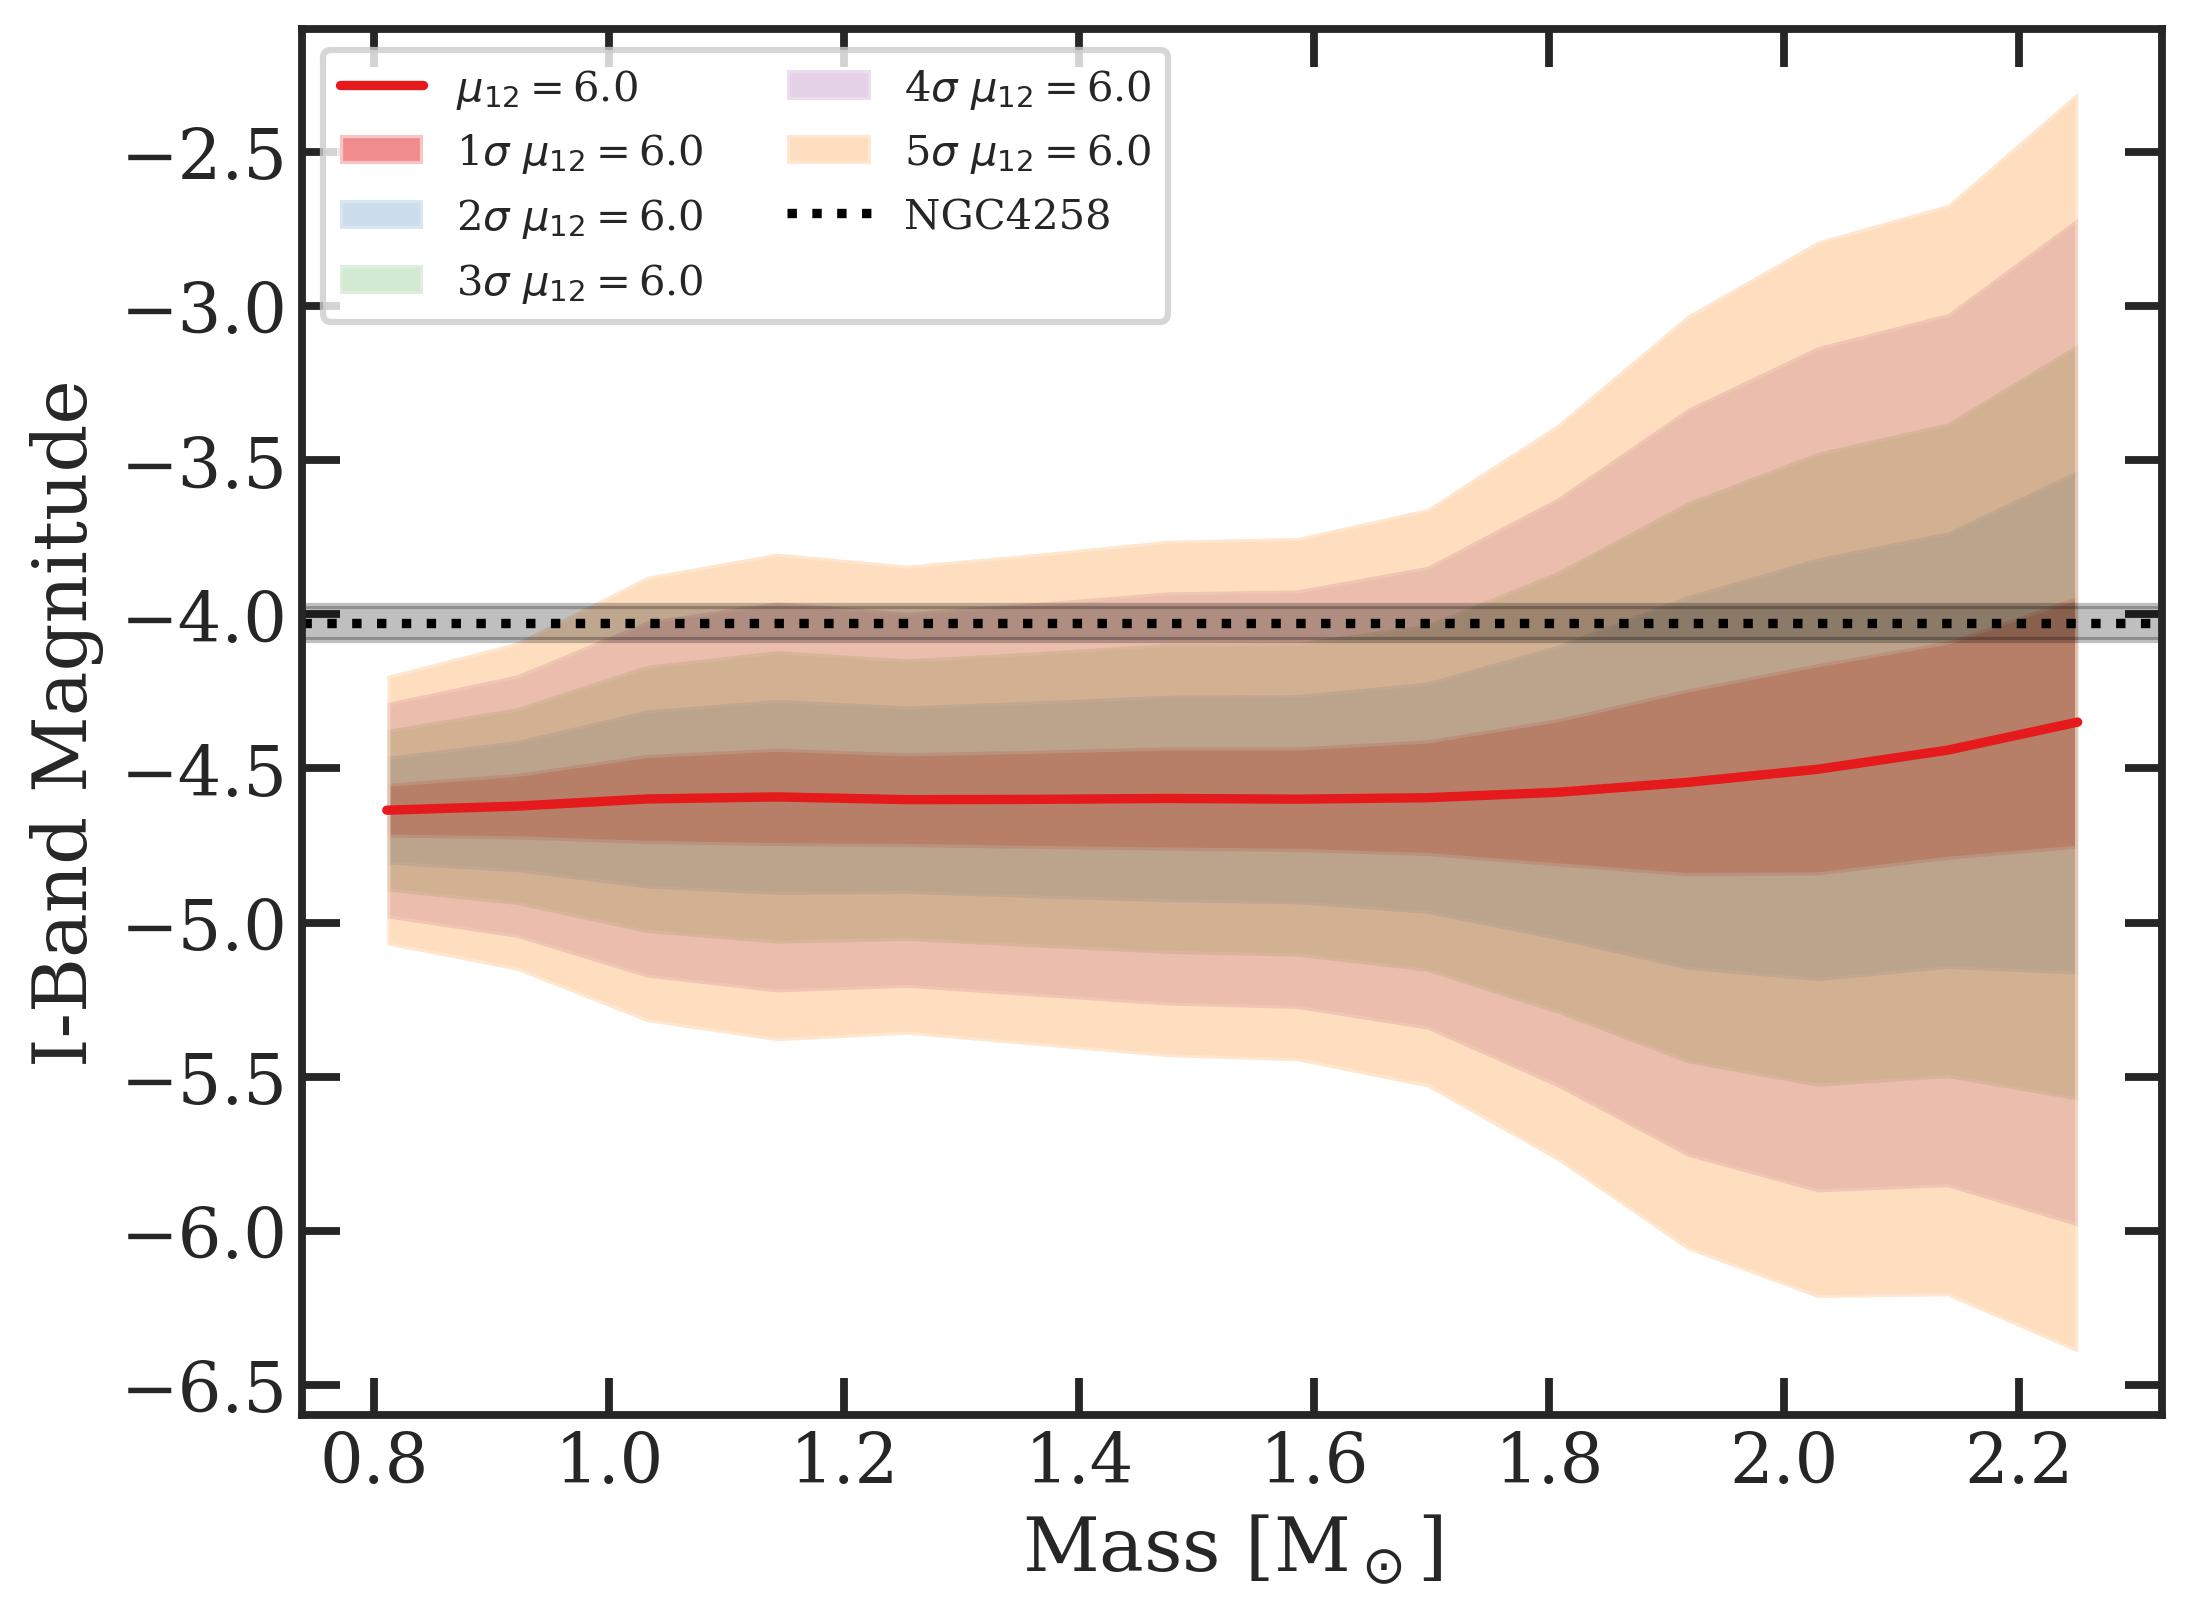 μ₁₂ = 6.0
1σ μ₁₂ = 6.0
2σ μ₁₂ = 6.0
3σ μ₁₂ = 6.0
4σ μ₁₂ = 6.0
5σ μ₁₂ = 6.0
NGC4258
I-Band Magnitude
−2.5
−3.0
−3.5
−4.0
−4.5
−5.0
−5.5
−6.0
−6.5
0.8 1.0 1.2 1.4 1.6 1.8 2.0 2.2
Mass [M⊙]